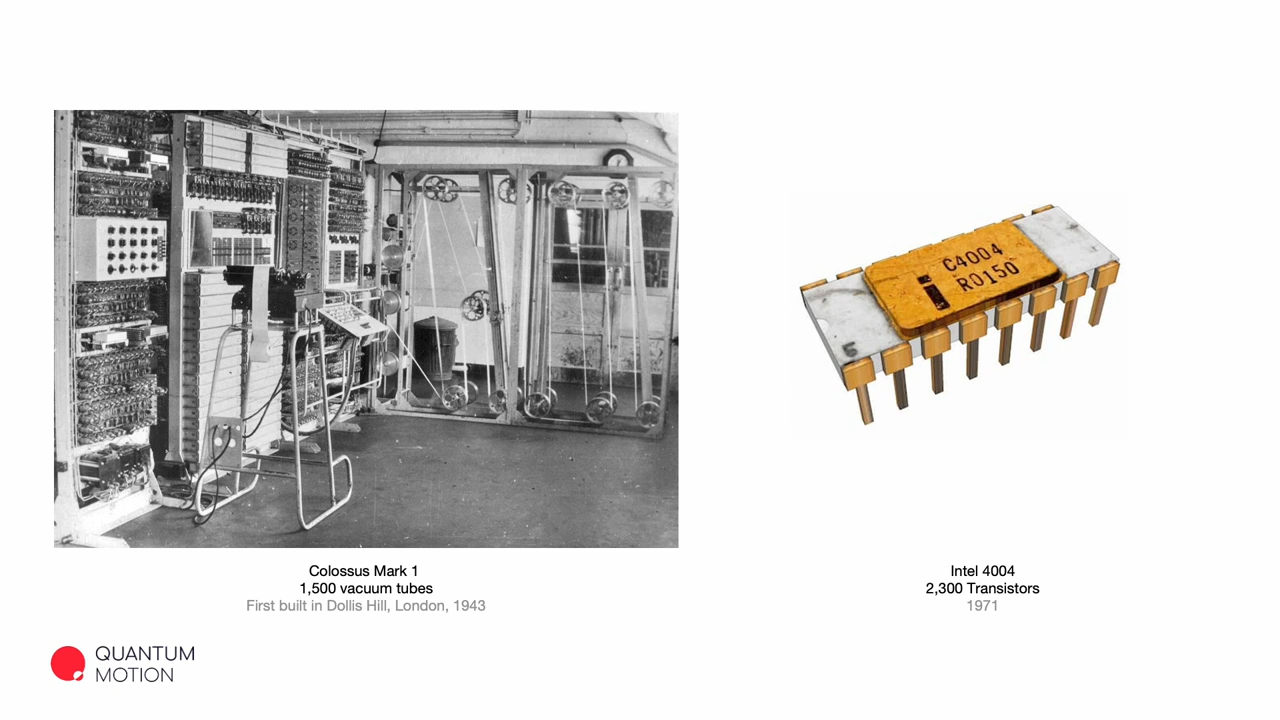 C4004
R0150
i
5
Colossus Mark 1
1,500 vacuum tubes
First built in Dollis Hill, London, 1943
Intel 4004
2,300 Transistors
1971
QUANTUM
MOTION